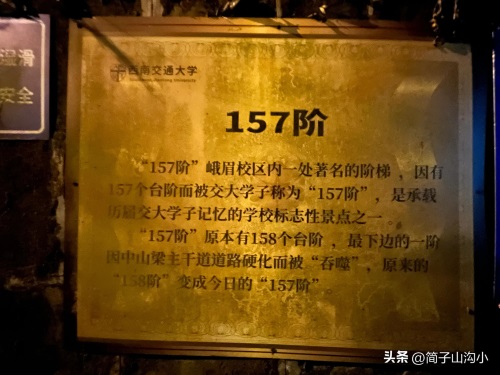 湿滑
安全
西南交通大学
157阶
“157阶”峨眉校区内一处著名的阶梯，因有
157个台阶而被交大学子称为“157阶”，是承载
历届交大学子记忆的学校标志性景点之一
“157阶”原本有158个台阶，最下边的一阶
因中山梁主干道道路硬化而被“吞噬”，原来的
“158阶”变成今日的“157阶”
头条 @简子山沟小